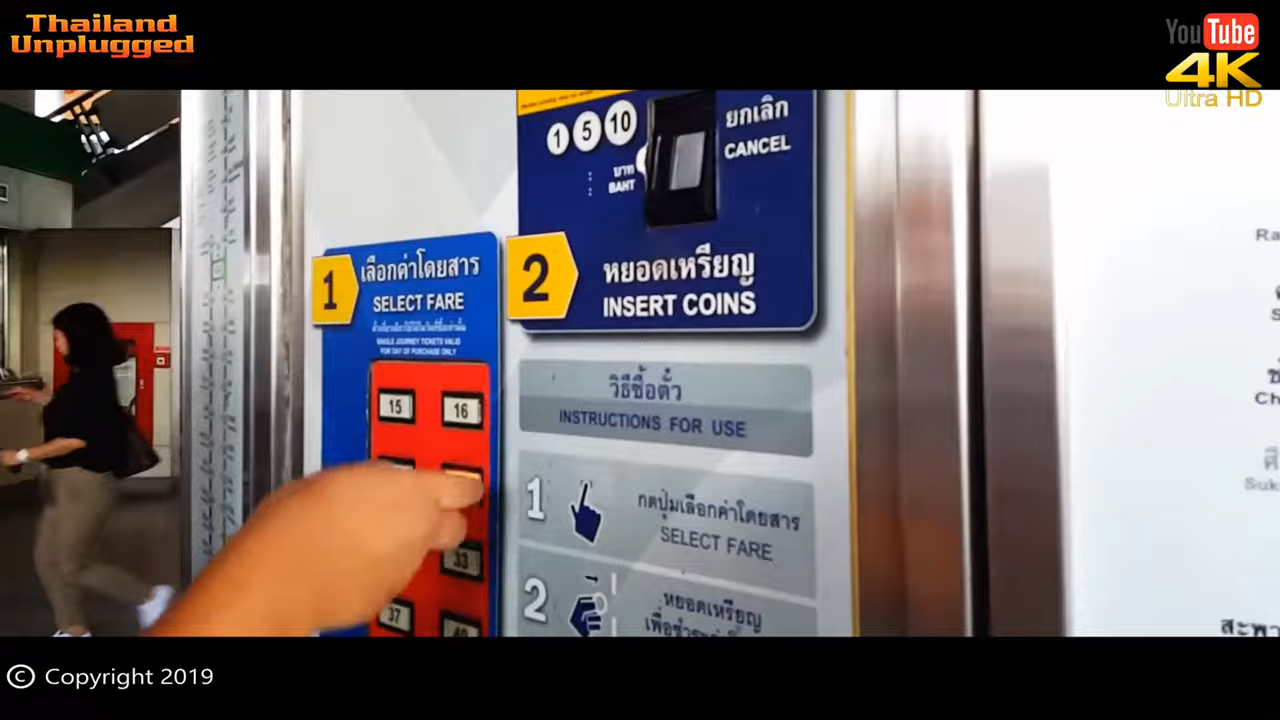 Thailand
Unplugged
YouTube
4K
Ultra HD
1 5 10
บาท
BAHT
ยกเลิก
CANCEL
1
เลือกค่าโดยสาร
SELECT FARE
WHOLE JOURNEY TICKETS VALID
FOR DAY OF PURCHASE ONLY
15
16
33
37
2
หยอดเหรียญ
INSERT COINS
วิธีซื้อตั๋ว
INSTRUCTIONS FOR USE
1
กดปุ่มเลือกค่าโดยสาร
SELECT FARE
2
หยอดเหรียญ
© Copyright 2019